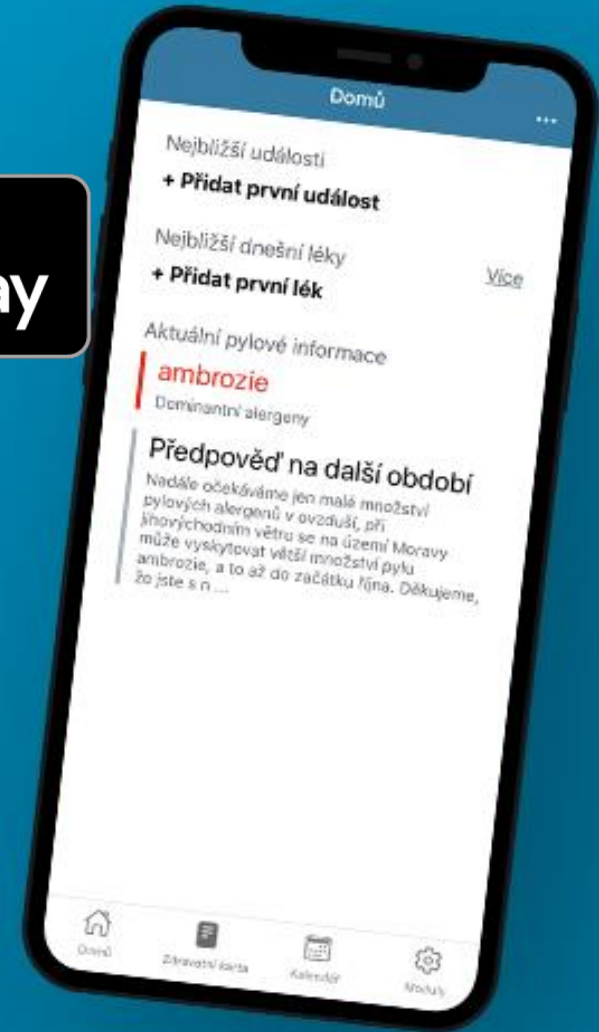 Domů
...
ay
Nejbližší události
+ Přidat první událost
Nejbližší dnešní léky
Více
+ Přidat první lék
Aktuální pylové informace
ambrozie
Dominantní alergeny
Předpověď na další období
Nadále očekáváme jen malé množství
pylových alergenů v ovzduší, při
jihovýchodním větru se na území Moravy
může vyskytovat větší množství pylu
ambrozie, a to až do začátku října. Děkujeme,
že jste s n ...
Domů
Zdravotní karta
Kalendář
Moduly